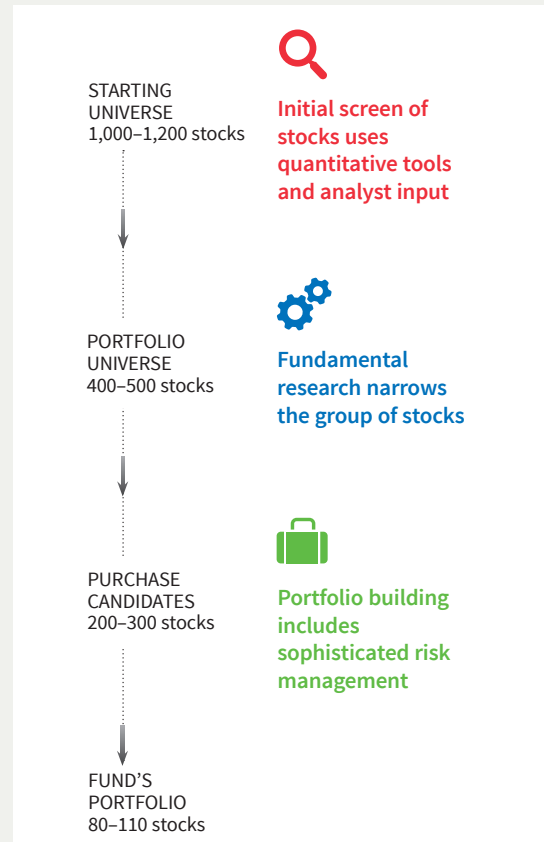 STARTING
UNIVERSE
1,000–1,200 stocks
Initial screen of
stocks uses
quantitative tools
and analyst input
PORTFOLIO
UNIVERSE
400–500 stocks
Fundamental
research narrows
the group of stocks
PURCHASE
CANDIDATES
200–300 stocks
Portfolio building
includes
sophisticated risk
management
FUND’S
PORTFOLIO
80–110 stocks